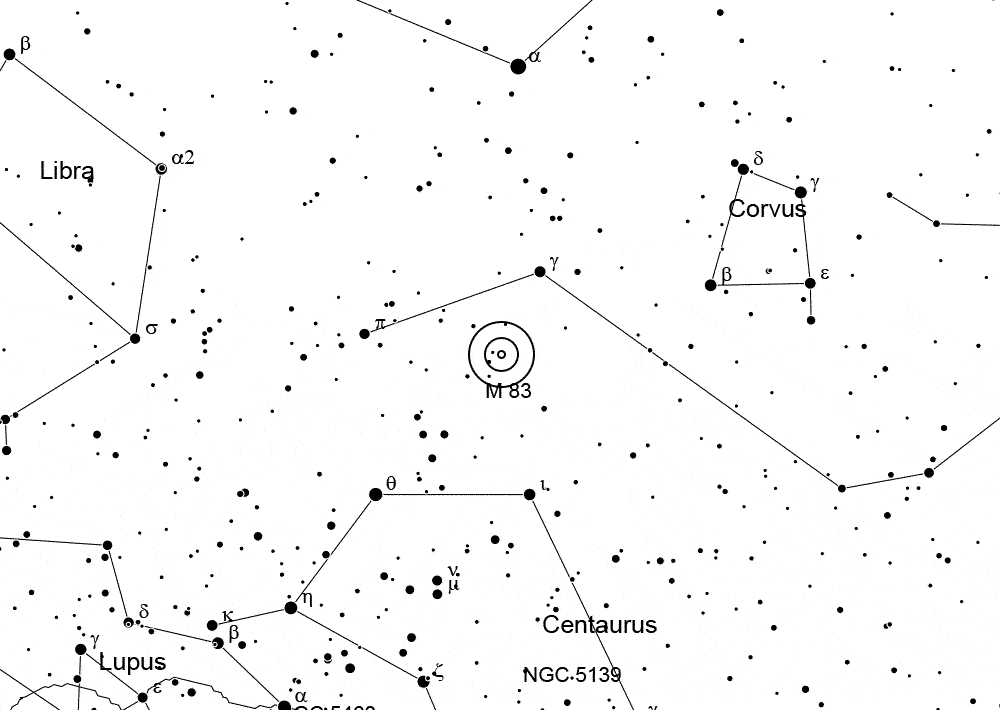 β
α
α2
δ
Libra
γ
Corvus
γ
β
ε
π
σ
M 83
θ
ι
ν
μ
η
δ
κ
β
Centaurus
γ
Lupus
ζ
NGC 5139
ε
α